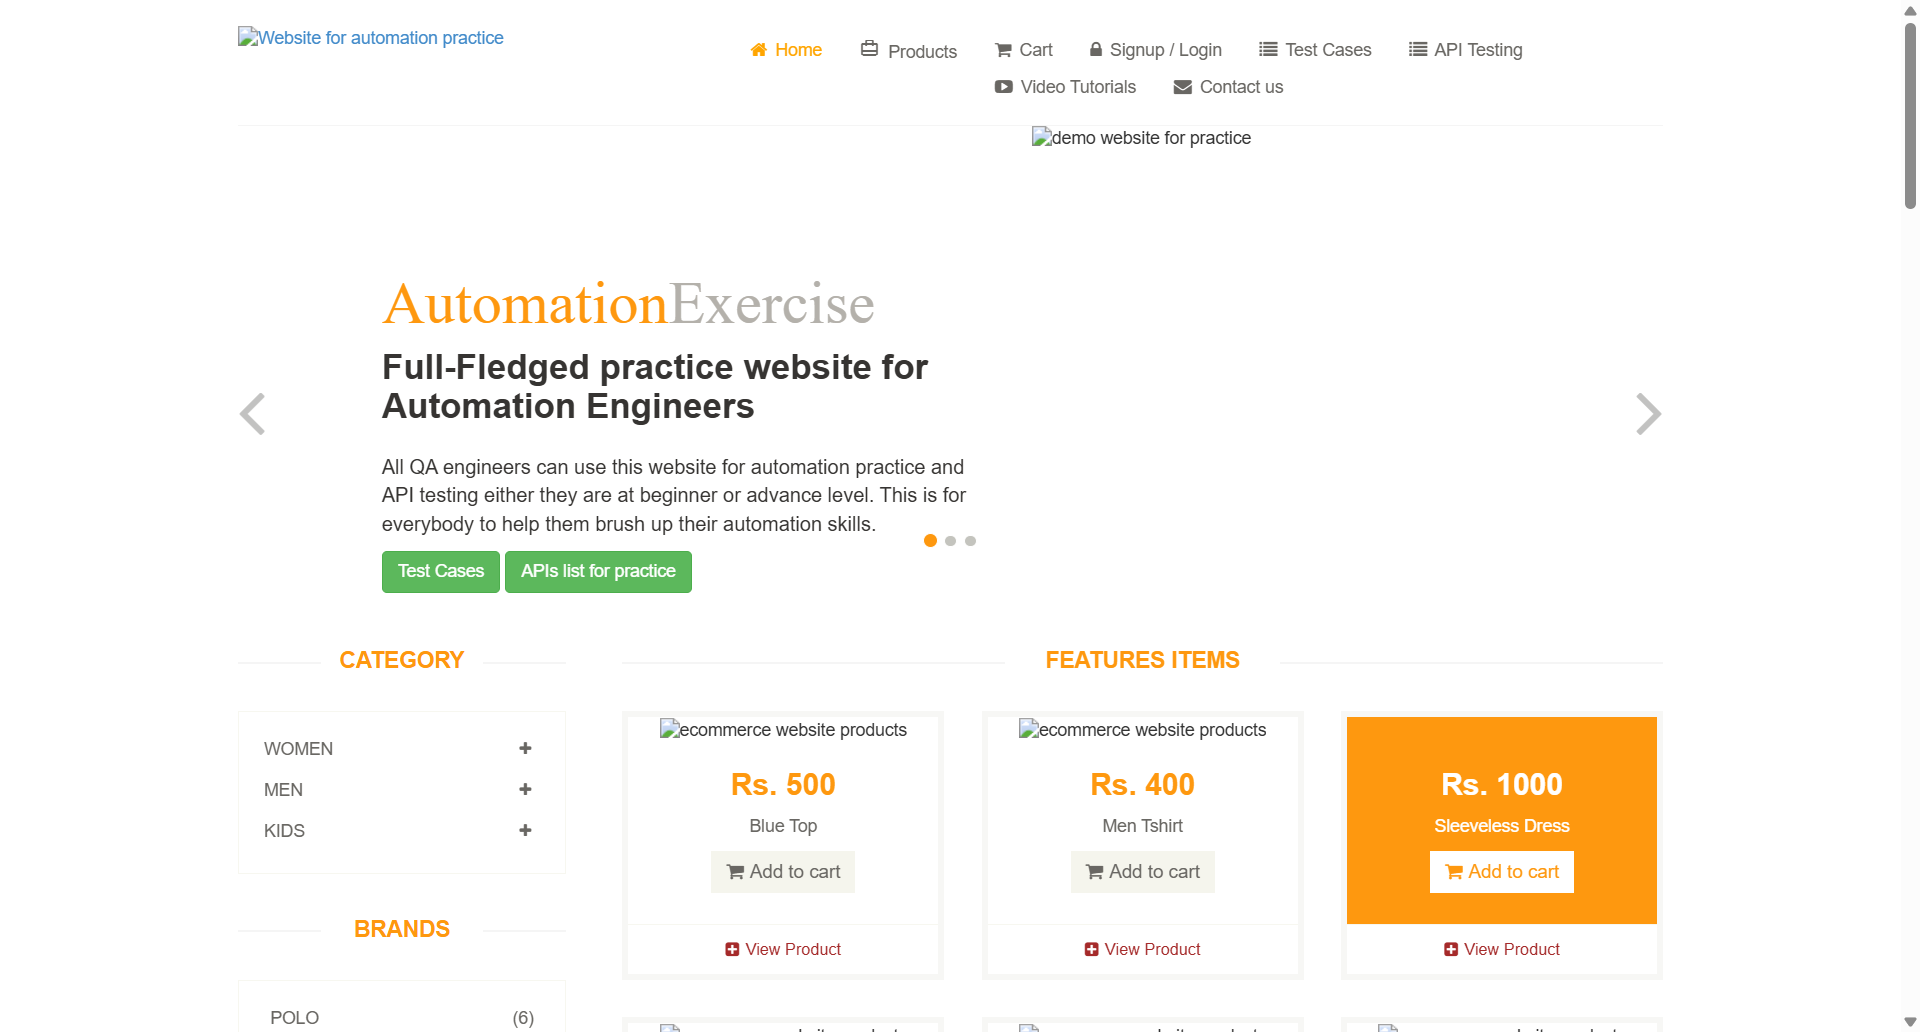 Website for automation practice
Home Products Cart Signup / Login Test Cases API Testing
Video Tutorials Contact us
demo website for practice
AutomationExercise
Full-Fledged practice website for
Automation Engineers
All QA engineers can use this website for automation practice and
API testing either they are at beginner or advance level. This is for
everybody to help them brush up their automation skills.
Test Cases APIs list for practice
CATEGORY
WOMEN
MEN
KIDS
BRANDS
POLO (6)
FEATURES ITEMS
ecommerce website products
Rs. 500
Blue Top
Add to cart
View Product
ecommerce website products
Rs. 400
Men Tshirt
Add to cart
View Product
Rs. 1000
Sleeveless Dress
Add to cart
View Product